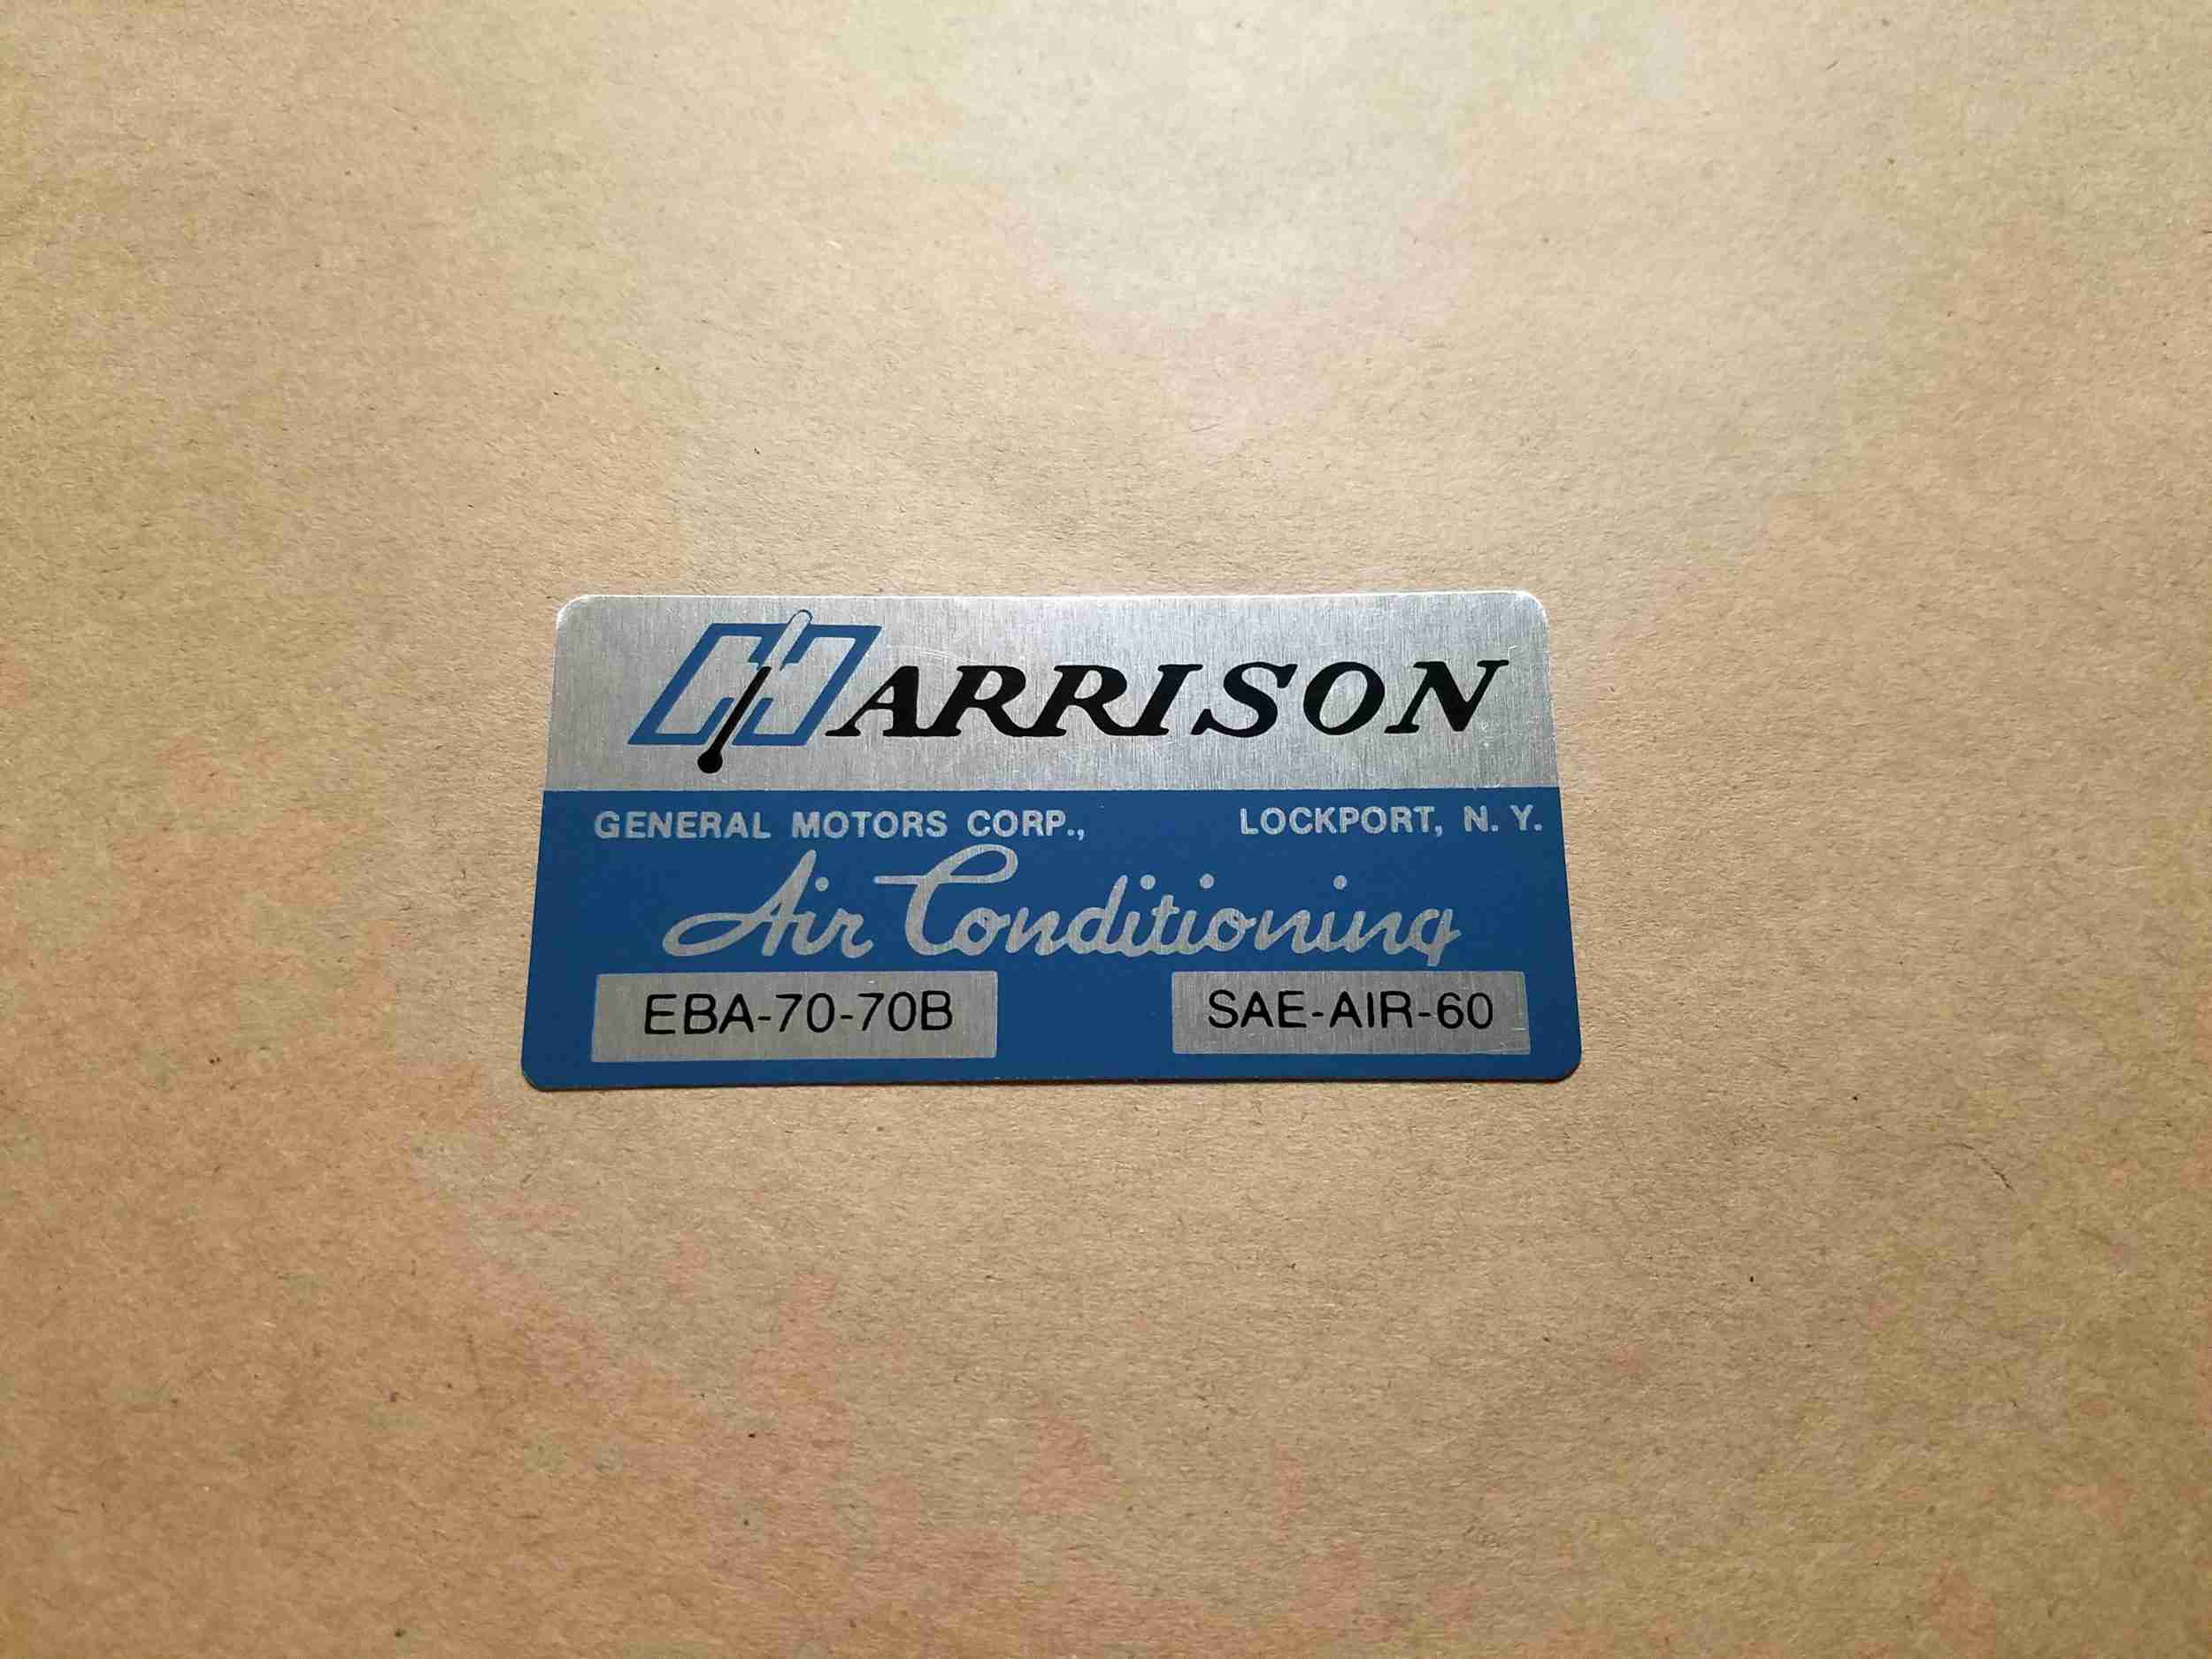 HARRISON
GENERAL MOTORS CORP., LOCKPORT, N. Y.
Air Conditioning
EBA-70-70B SAE-AIR-60